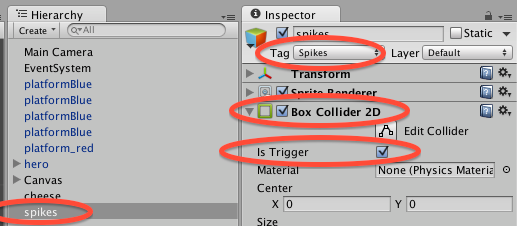 Hierarchy
Create
All
Main Camera
EventSystem
platformBlue
platformBlue
platformBlue
platformBlue
platform_red
hero
Canvas
cheese
spikes
Inspector
spikes
Static
Tag Spikes
Layer Default
Transform
Sprite Renderer
Box Collider 2D
Edit Collider
Is Trigger
Material None (Physics Materia
Center
X 0 Y 0
Size